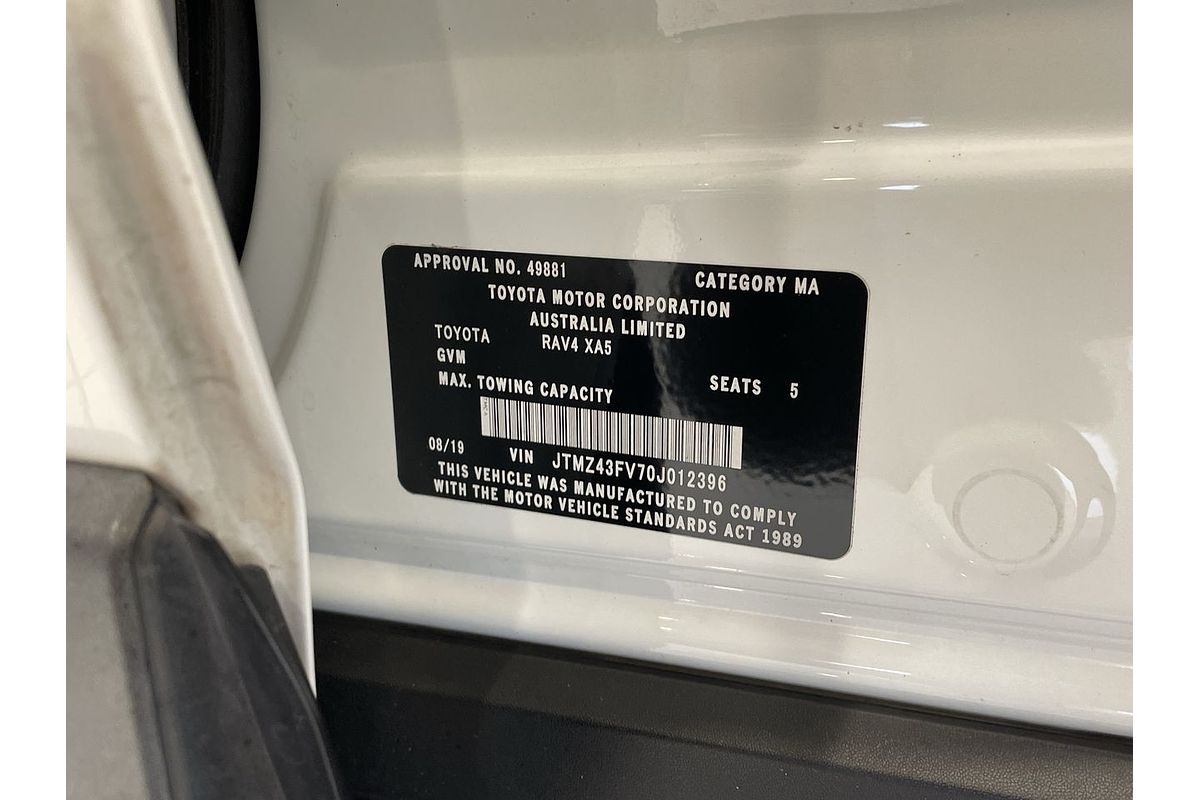 APPROVAL NO. 49881 CATEGORY MA
TOYOTA MOTOR CORPORATION
AUSTRALIA LIMITED
TOYOTA RAV4 XA5
GVM
MAX. TOWING CAPACITY SEATS 5
08/19 VIN JTMZ43FV70J012396
THIS VEHICLE WAS MANUFACTURED TO COMPLY
WITH THE MOTOR VEHICLE STANDARDS ACT 1989